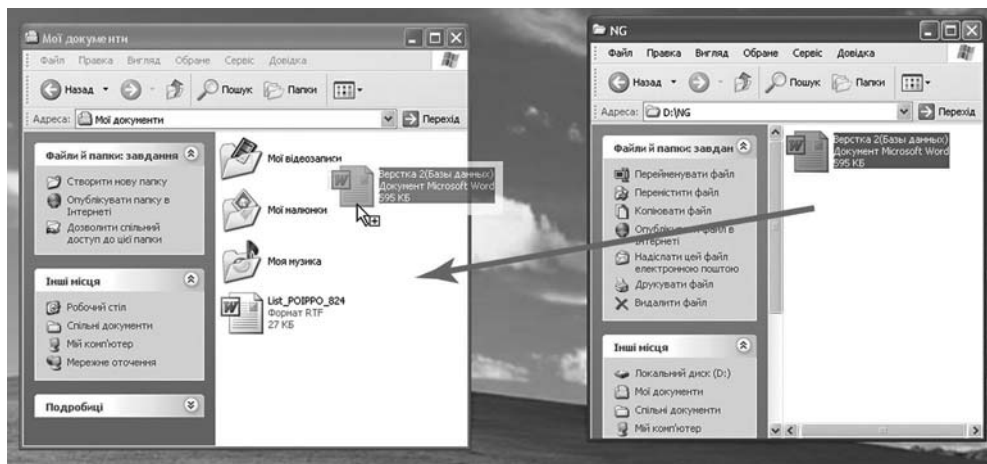 Мої документи
Файл Правка Вигляд Обране Сервіс Довідка
Назад Пошук Папки
Адреса: Мої документи Перехід
Файли й папки: завдання
Створити нову папку
Опублікувати папку в
Інтернеті
Дозволити спільний
доступ до цієї папки
Інші місця
Робочий стіл
Спільні документи
Мій комп'ютер
Мережне оточення
Подробиці
Мої відеозаписи
Верстка 2(Базы данных)
Документ Microsoft Word
595 КБ
Мої малюнки
Моя музика
List_POIPPO_824
Формат RTF
27 КБ
NG
Файл Правка Вигляд Обране Сервіс Довідка
Назад Пошук Папки
Адреса: D:\NG Перехід
Файли й папки: завдан
Перейменувати файл
Перемістити файл
Копіювати файл
Опублікувати файл в
Інтернеті
Надіслати цей файл
електронною поштою
Друкувати файл
Видалити файл
Інші місця
Локальний диск (D:)
Мої документи
Спільні документи
Мій комп'ютер
Верстка 2(Базы данных)
Документ Microsoft Word
595 КБ